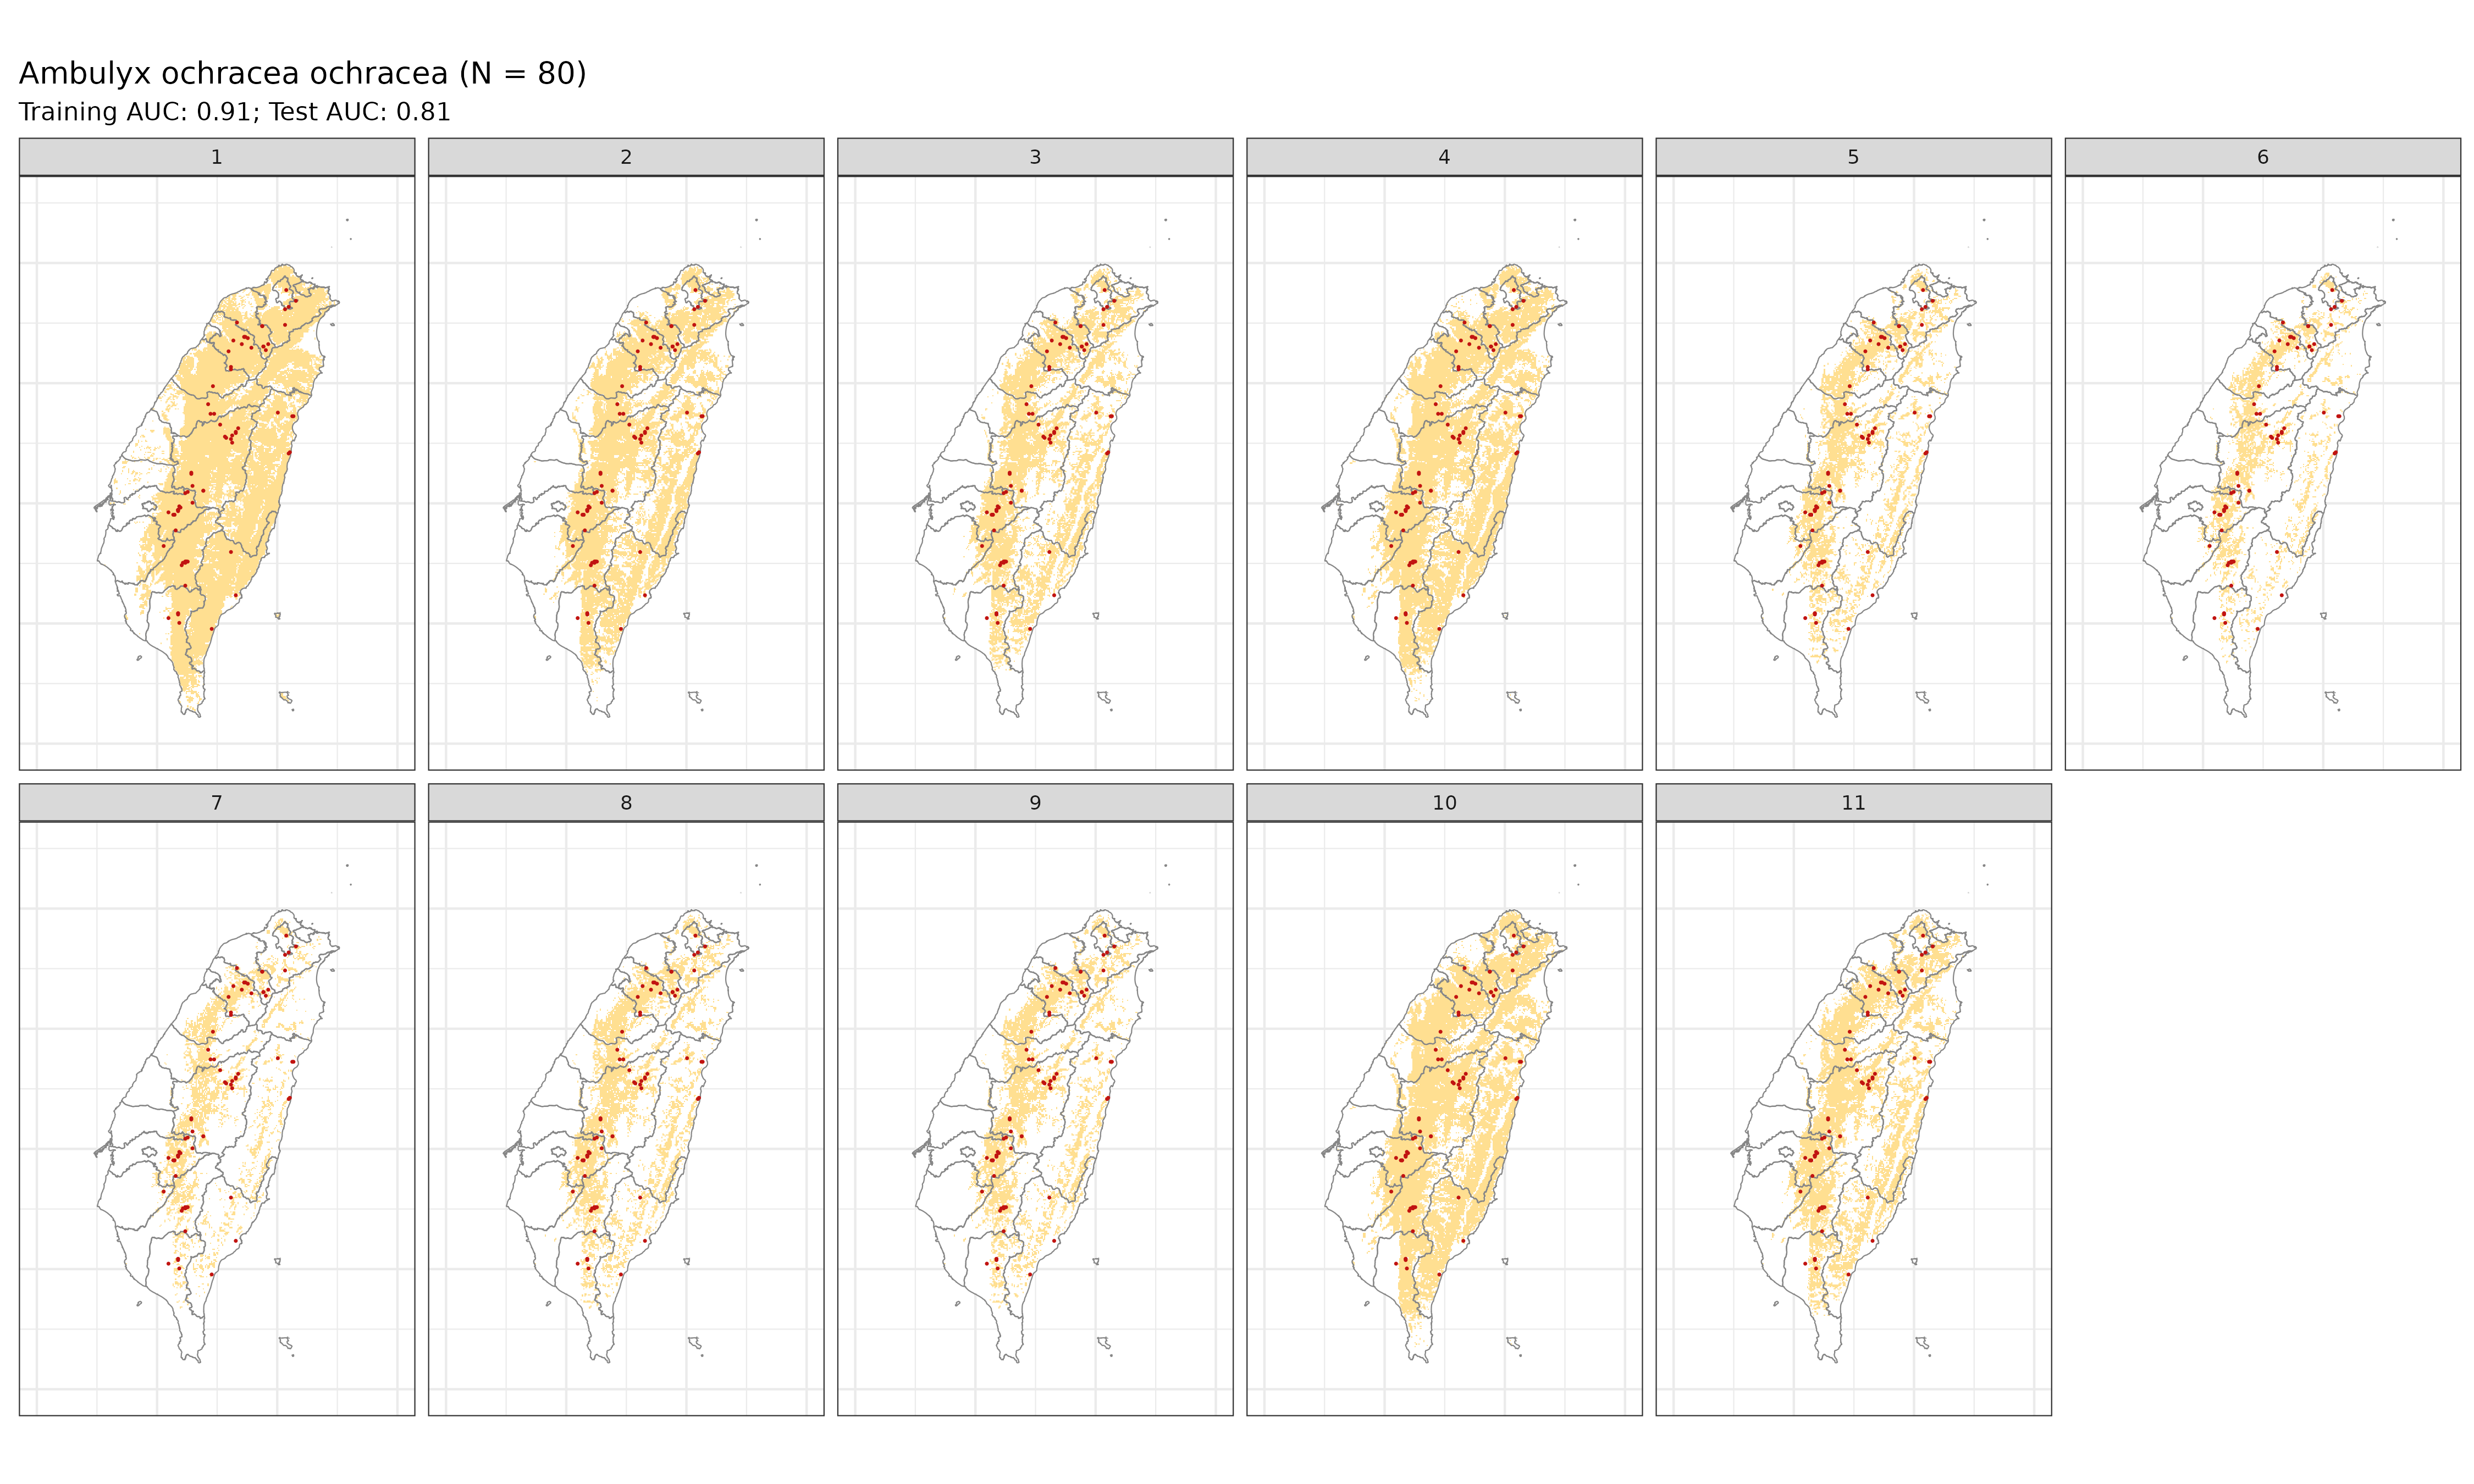 Ambulyx ochracea ochracea (N = 80)
Training AUC: 0.91; Test AUC: 0.81
1 2 3 4 5 6
7 8 9 10 11